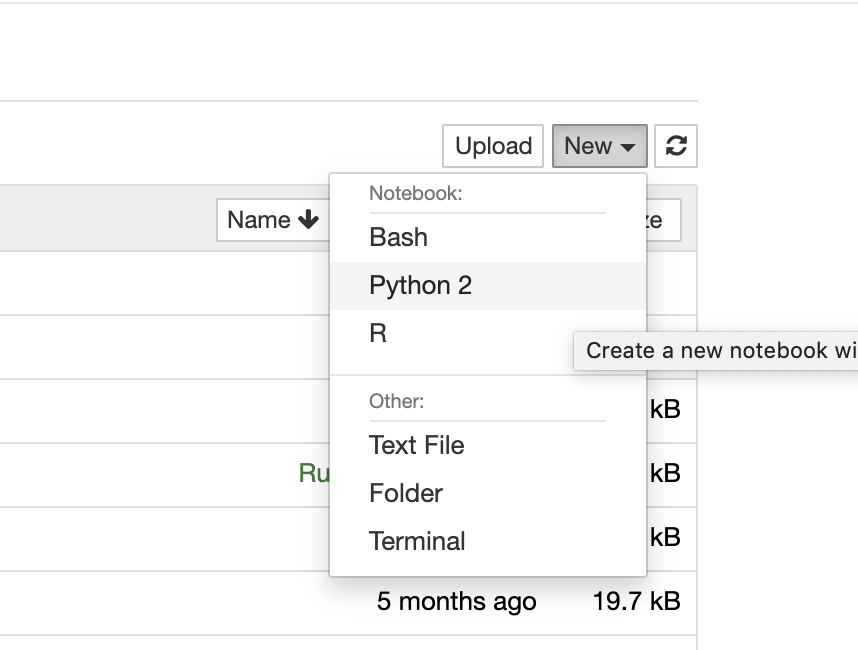 Upload New
Name
ze
Notebook:
Bash
Python 2
R
Create a new notebook wi
Other:
kB
Text File
Ru
kB
Folder
Terminal
kB
5 months ago 19.7 kB